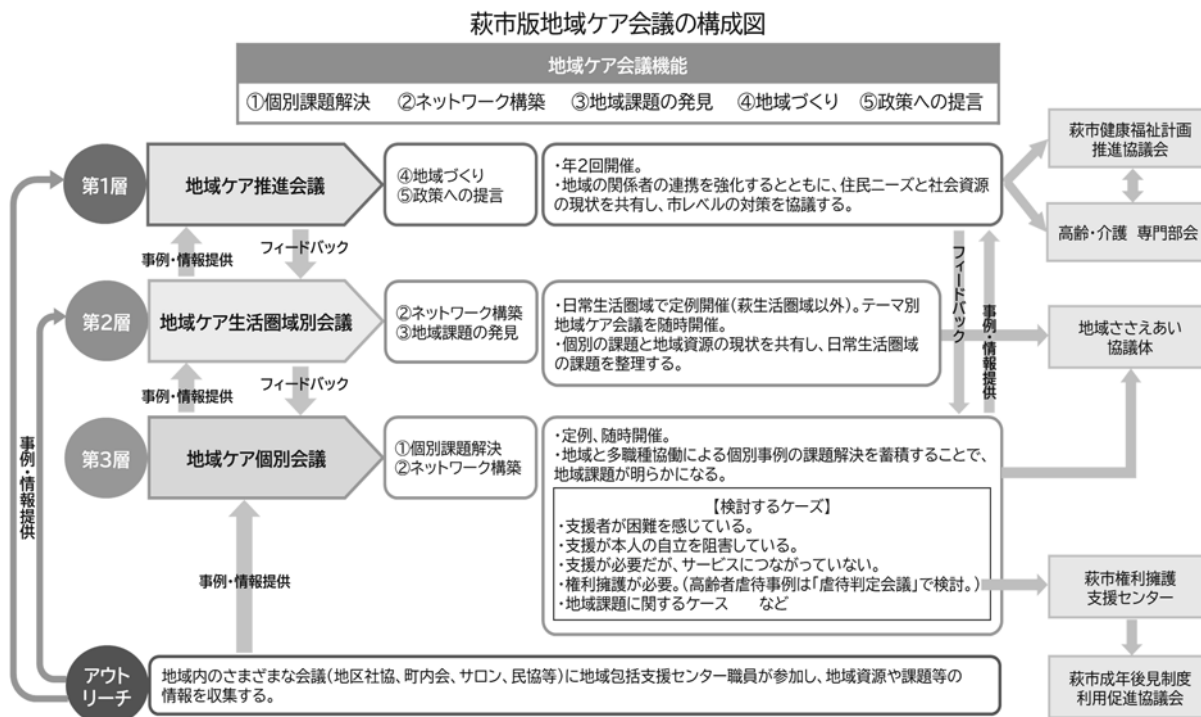 萩市版地域ケア会議の構成図
地域ケア会議機能
①個別課題解決 ②ネットワーク構築 ③地域課題の発見 ④地域づくり ⑤政策への提言
第1層
地域ケア推進会議
④地域づくり
⑤政策への提言
・年2回開催。
・地域の関係者の連携を強化するとともに、住民ニーズと社会資源
の現状を共有し、市レベルの対策を協議する。
萩市健康福祉計画
推進協議会
高齢・介護 専門部会
事例・情報提供
フィードバック
第2層
地域ケア生活圏域別会議
②ネットワーク構築
③地域課題の発見
・日常生活圏域で定例開催(萩生活圏域以外)。テーマ別
地域ケア会議を随時開催。
・個別の課題と地域資源の現状を共有し、日常生活圏域
の課題を整理する。
フィードバック
事例・情報提供
地域ささえあい
協議体
事例・情報提供
フィードバック
第3層
地域ケア個別会議
①個別課題解決
②ネットワーク構築
・定例、随時開催。
・地域と多職種協働による個別事例の課題解決を蓄積することで、
地域課題が明らかになる。
【検討するケーズ】
・支援者が困難を感じている。
・支援が本人の自立を阻害している。
・支援が必要だが、サービスにつながっていない。
・権利擁護が必要。(高齢者虐待事例は「虐待判定会議」で検討。)
・地域課題に関するケース など
萩市権利擁護
支援センター
事例・情報提供
事例・情報提供
アウト
リーチ
地域内のさまざまな会議(地区社協、町内会、サロン、民協等)に地域包括支援センター職員が参加し、地域資源や課題等の
情報を収集する。
萩市成年後見制度
利用促進協議会